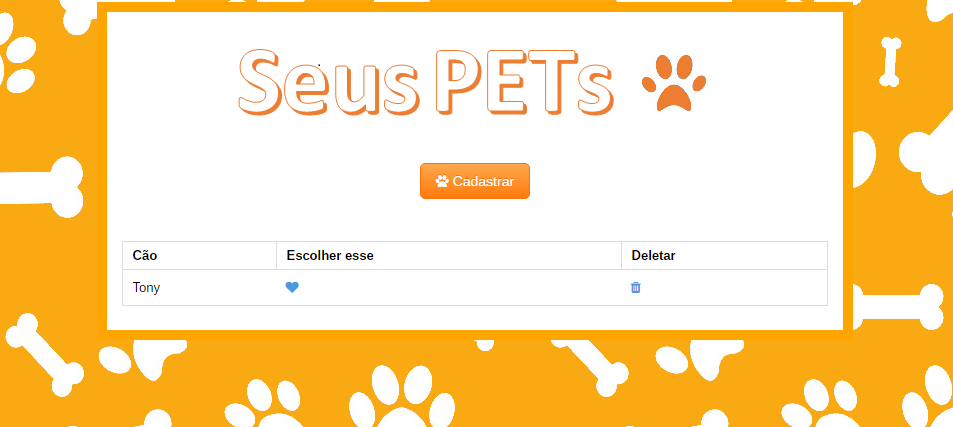 Seus PETs
Cadastrar
Cão Escolher esse Deletar
Tony